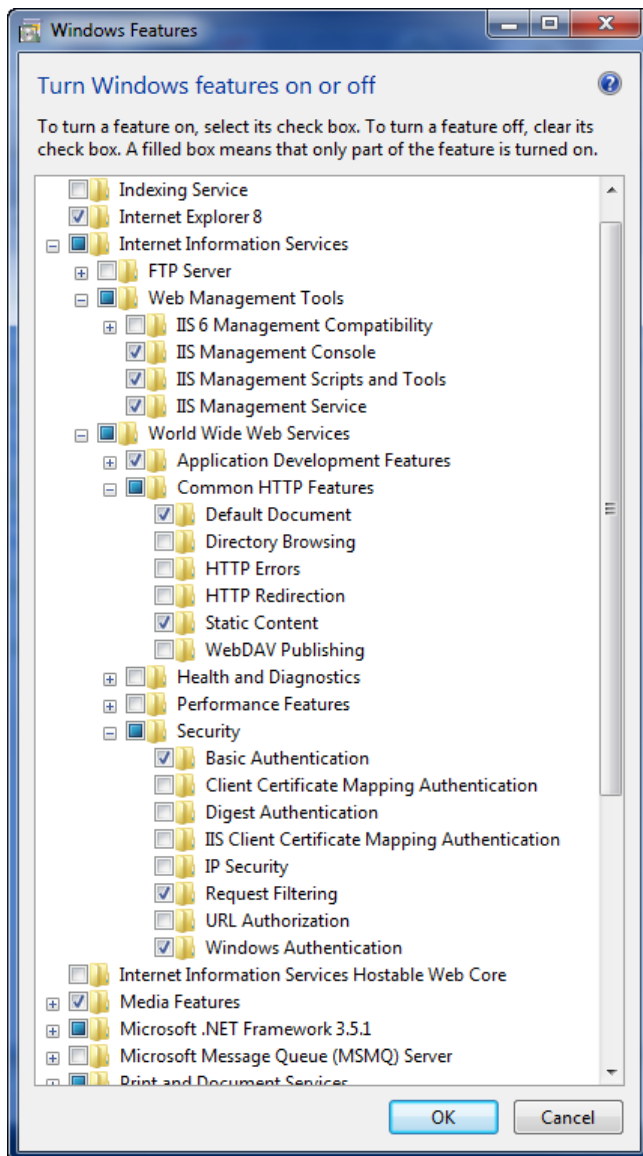 Windows Features
Turn Windows features on or off
To turn a feature on, select its check box. To turn a feature off, clear its
check box. A filled box means that only part of the feature is turned on.
Indexing Service
Internet Explorer 8
Internet Information Services
FTP Server
Web Management Tools
IIS 6 Management Compatibility
IIS Management Console
IIS Management Scripts and Tools
IIS Management Service
World Wide Web Services
Application Development Features
Common HTTP Features
Default Document
Directory Browsing
HTTP Errors
HTTP Redirection
Static Content
WebDAV Publishing
Health and Diagnostics
Performance Features
Security
Basic Authentication
Client Certificate Mapping Authentication
Digest Authentication
IIS Client Certificate Mapping Authentication
IP Security
Request Filtering
URL Authorization
Windows Authentication
Internet Information Services Hostable Web Core
Media Features
Microsoft .NET Framework 3.5.1
Microsoft Message Queue (MSMQ) Server
Print and Document Services
OK Cancel